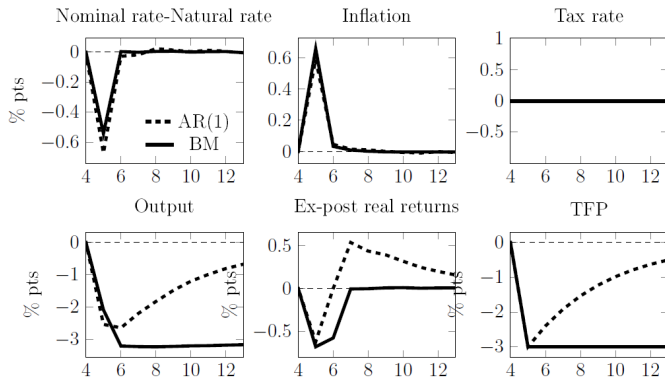 Nominal rate-Natural rate Inflation Tax rate
0 0.6 1
−0.2 0.4 0.5
−0.4 0.2 0
−0.6 0 −0.5
% pts
AR(1)
BM
4 6 8 10 12 4 6 8 10 12 4 6 8 10 12
Output Ex-post real returns TFP
0 0.5 0
−1 0 −1
−2 −0.5 −2
−3 −3
% pts % pts % pts
4 6 8 10 12 4 6 8 10 12 4 6 8 10 12